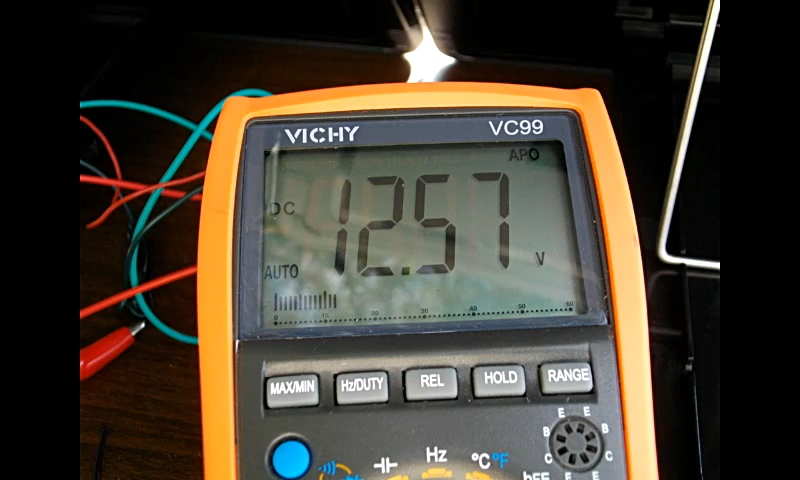 VICHY VC99
APO
DC 12.57 V
AUTO
0 10 20 30 40 50 60
MAX/MIN Hz/DUTY REL HOLD RANGE
E E
B B
C C
E E
Hz °C °F
hFE